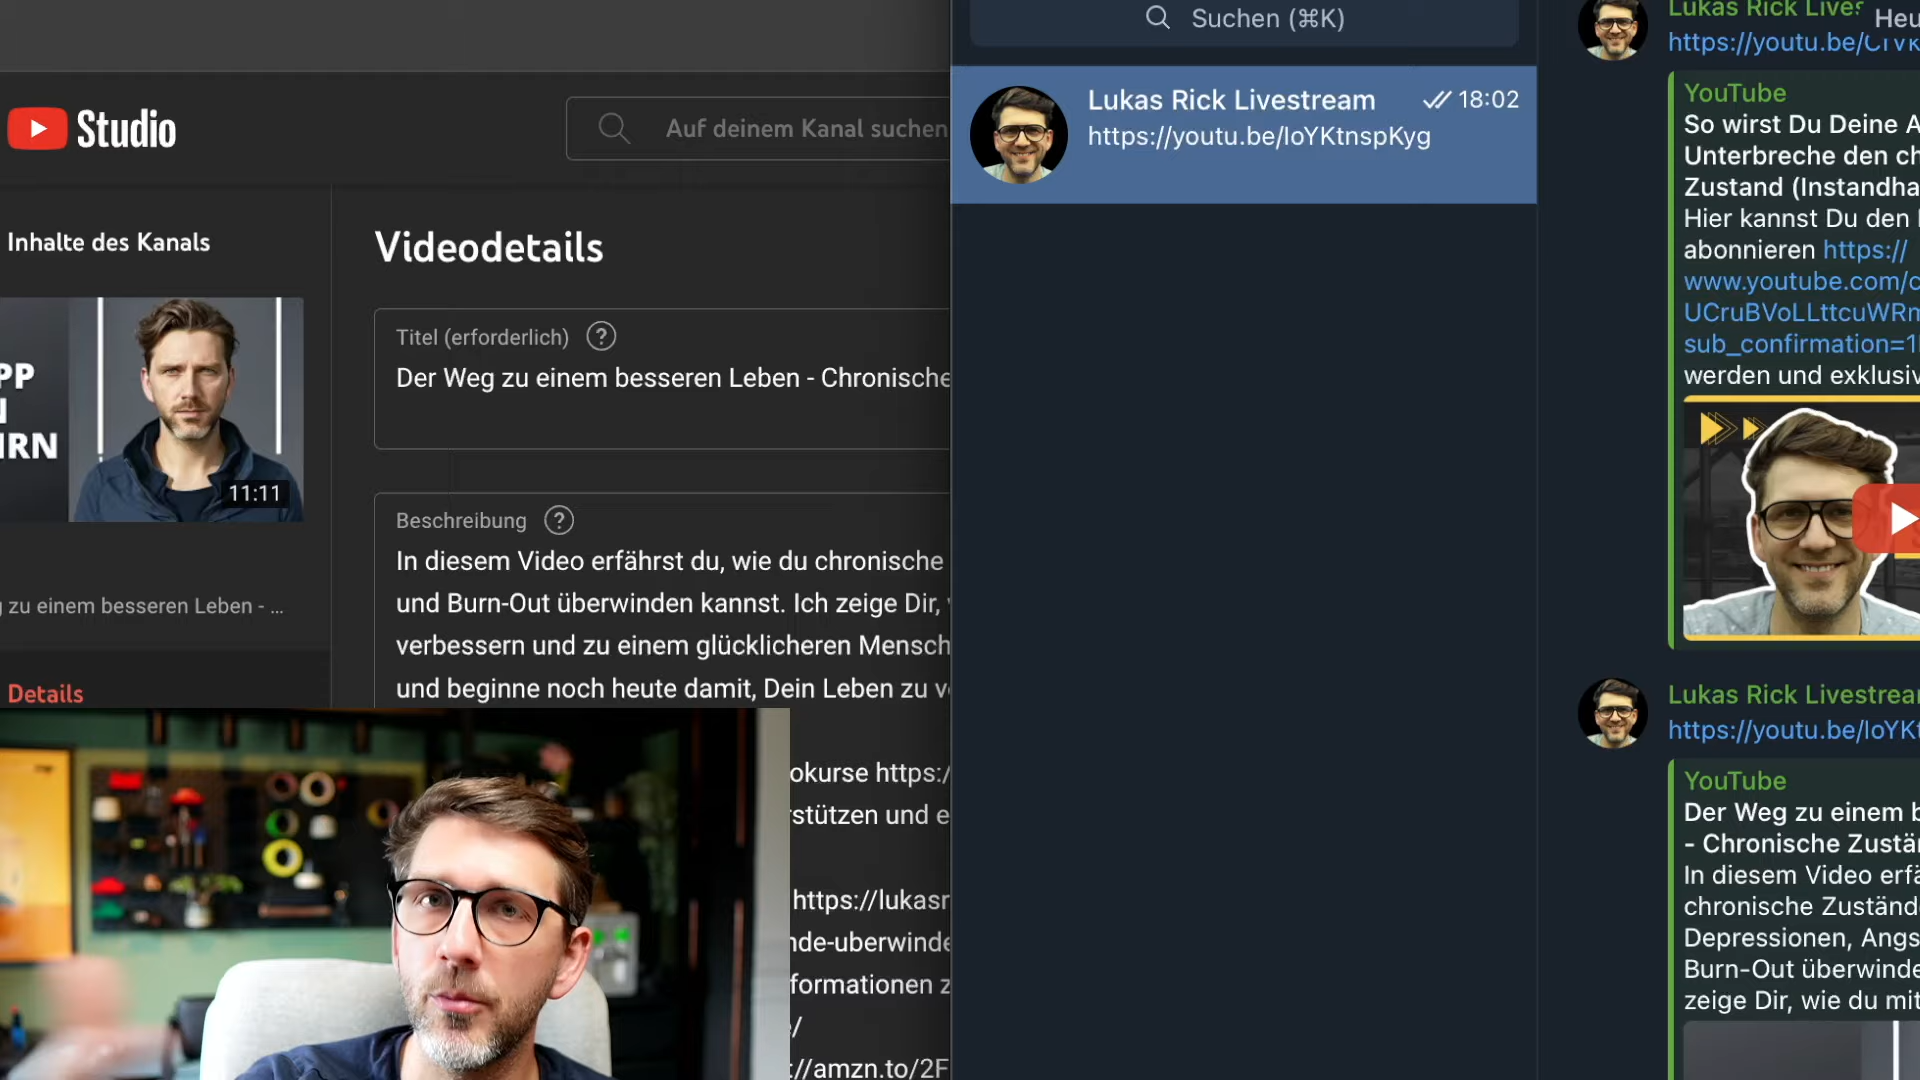 Studio
Auf deinem Kanal suchen
Inhalte des Kanals
11:11
zu einem besseren Leben - ...
Details
Videodetails
Titel (erforderlich)
Der Weg zu einem besseren Leben - Chronische
Beschreibung
In diesem Video erfährst du, wie du chronische
und Burn-Out überwinden kannst. Ich zeige Dir,
verbessern und zu einem glücklicheren Mensch
und beginne noch heute damit, Dein Leben zu
okurse https:/
stützen und
https://lukasr
nde-uberwinde
formationen
/
://amzn.to/2F
Suchen (⌘K)
Lukas Rick Livestream 18:02
https://youtu.be/loYKtnspKyg
Lukas Rick Lives
Heu
https://youtu.be/
YouTube
So wirst Du Deine A
Unterbreche den ch
Zustand (Instandha
Hier kannst Du den
abonnieren https://
www.youtube.com/c
UCruBVoLLttcuWRm
sub_confirmation=1
werden und exklusiv
Lukas Rick Livestream
https://youtu.be/loYKt
YouTube
Der Weg zu einem b
- Chronische Zustän
In diesem Video erfä
chronische Zustände
Depressionen, Angs
Burn-Out überwinde
zeige Dir, wie du mit